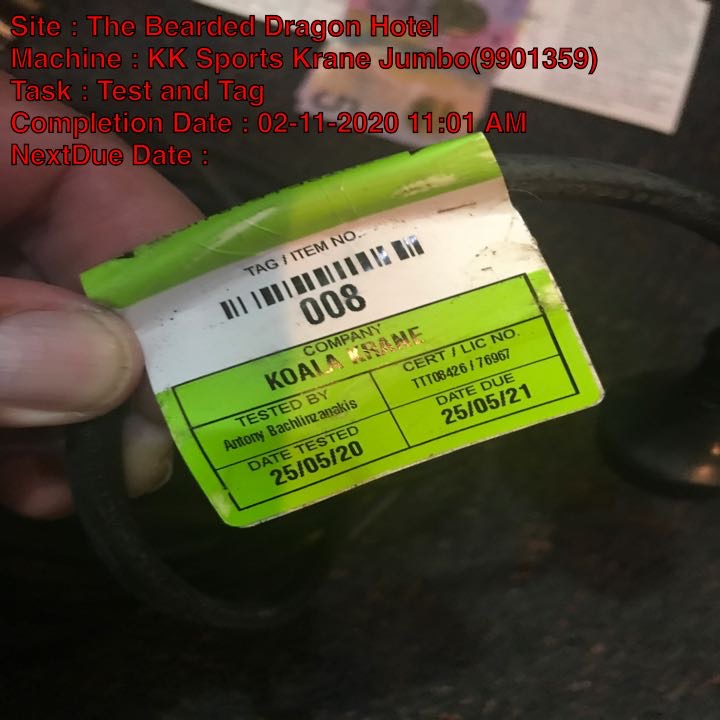 Site : The Bearded Dragon Hotel
Machine : KK Sports Krane Jumbo(9901359)
Task : Test and Tag
Completion Date : 02-11-2020 11:01 AM
NextDue Date :
TAG / ITEM NO.
008
COMPANY
KOALA KRANE
TESTED BY
Antony Bachlinzanakis
CERT / LIC NO.
TTT08426 / 76967
DATE TESTED
25/05/20
DATE DUE
25/05/21